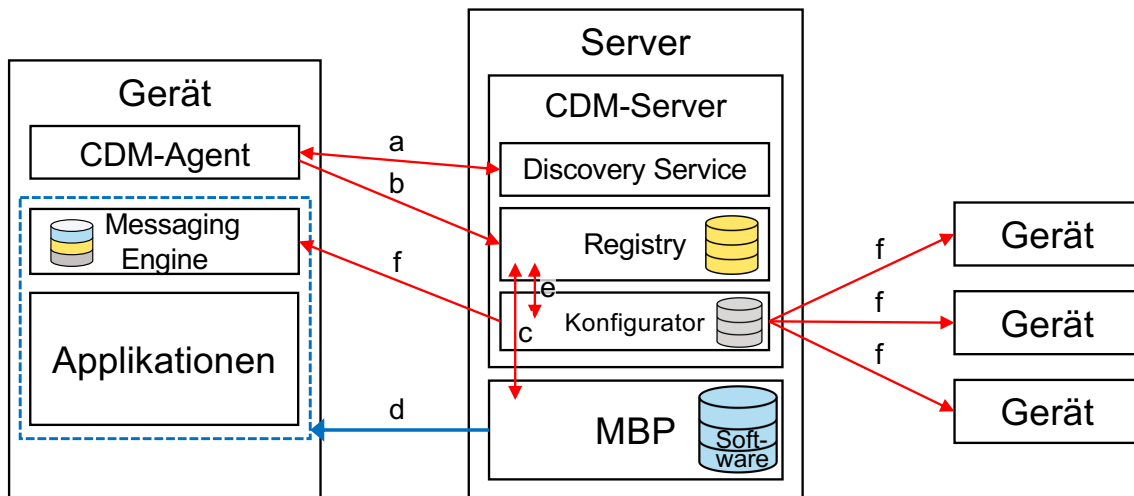 Gerät
CDM-Agent
Messaging
Engine
Applikationen
a
b
f
d
Server
CDM-Server
Discovery Service
Registry
e
Konfigurator
c
MBP
Soft-
ware
f
f
f
Gerät
Gerät
Gerät